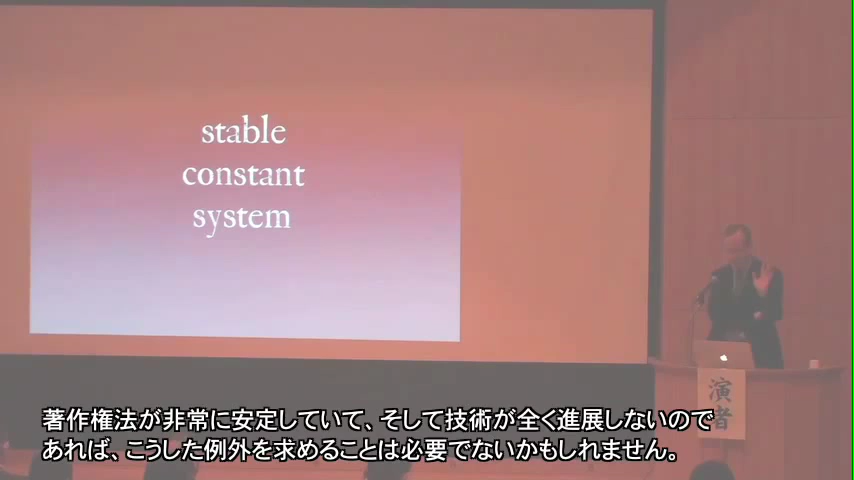 stable
constant
system
演者
著作権法が非常に安定していて、そして技術が全く進展しないので
あれば、こうした例外を求めることは必要でないかもしれません。